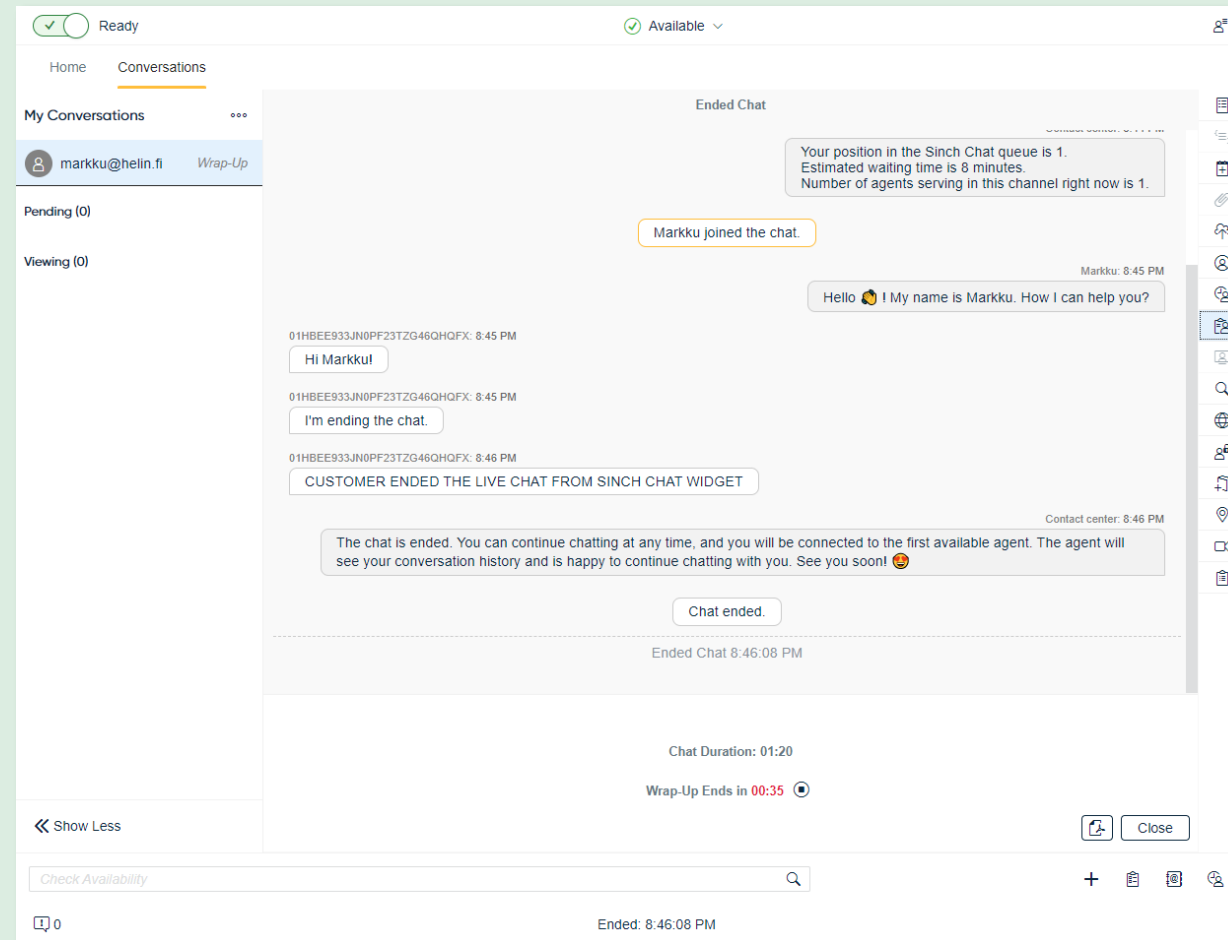 Ready
Available
Home
Conversations
My Conversations
Ended Chat
markku@helin.fi
Wrap-Up
Pending (0)
Viewing (0)
Your position in the Sinch Chat queue is 1.
Estimated waiting time is 8 minutes.
Number of agents serving in this channel right now is 1.
Markku joined the chat.
Markku: 8:45 PM
Hello 👏 ! My name is Markku. How I can help you?
01HBEE933JN0PF23TZG46QHQFX: 8:45 PM
Hi Markku!
01HBEE933JN0PF23TZG46QHQFX: 8:45 PM
I'm ending the chat.
01HBEE933JN0PF23TZG46QHQFX: 8:46 PM
CUSTOMER ENDED THE LIVE CHAT FROM SINCH CHAT WIDGET
Contact center: 8:46 PM
The chat is ended. You can continue chatting at any time, and you will be connected to the first available agent. The agent will
see your conversation history and is happy to continue chatting with you. See you soon! 🤩
Chat ended.
Ended Chat 8:46:08 PM
Chat Duration: 01:20
Wrap-Up Ends in 00:35
Show Less
Close
Check Availability
0
Ended: 8:46:08 PM